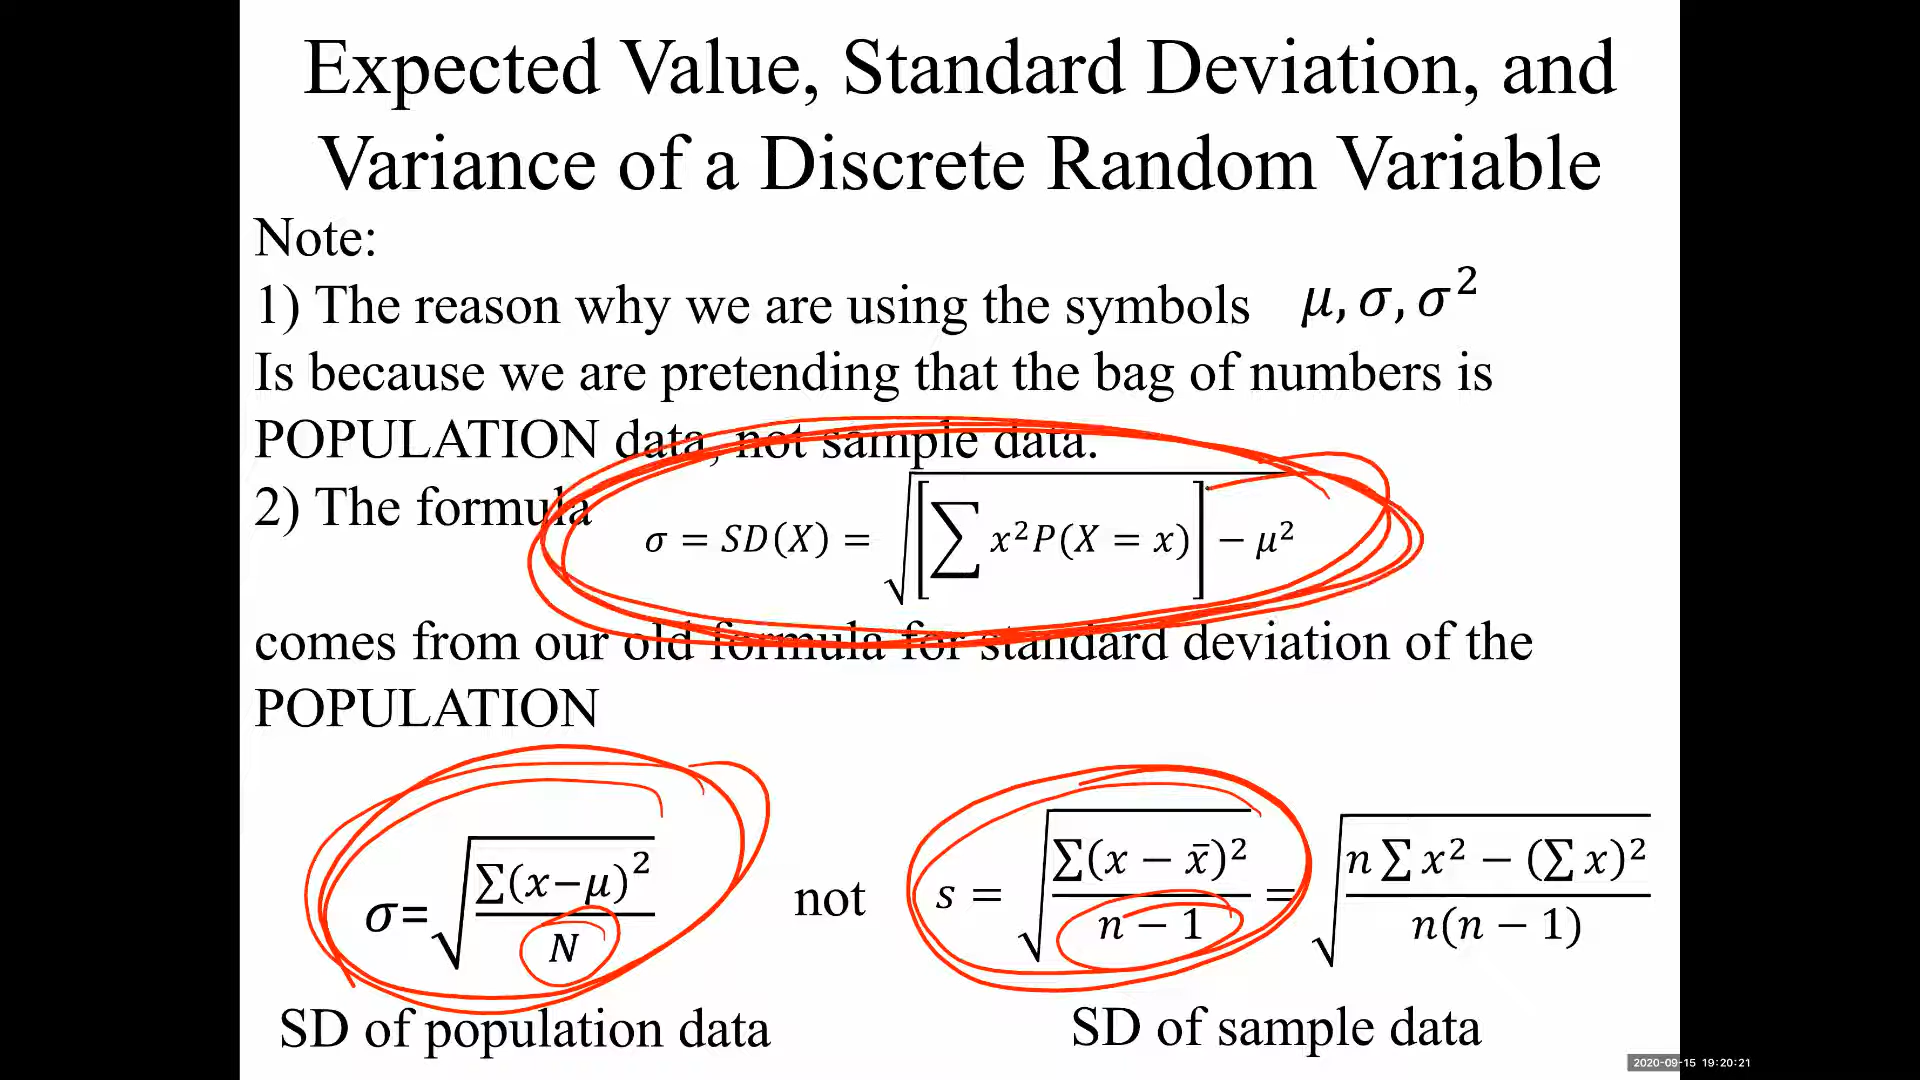 Expected Value, Standard Deviation, and
Variance of a Discrete Random Variable
Note:
1) The reason why we are using the symbols μ, σ, σ²
Is because we are pretending that the bag of numbers is
POPULATION data, not sample data.
2) The formula
σ = SD(X) = √[∑ x²P(X = x)] − μ²
comes from our old formula for standard deviation of the
POPULATION
σ=√(∑(x−μ)²/N) not s = √(∑(x − x̄)²/(n − 1)) = √((n ∑ x² − (∑ x)²)/(n(n − 1)))
SD of population data SD of sample data
2020-09-15 19:20:21